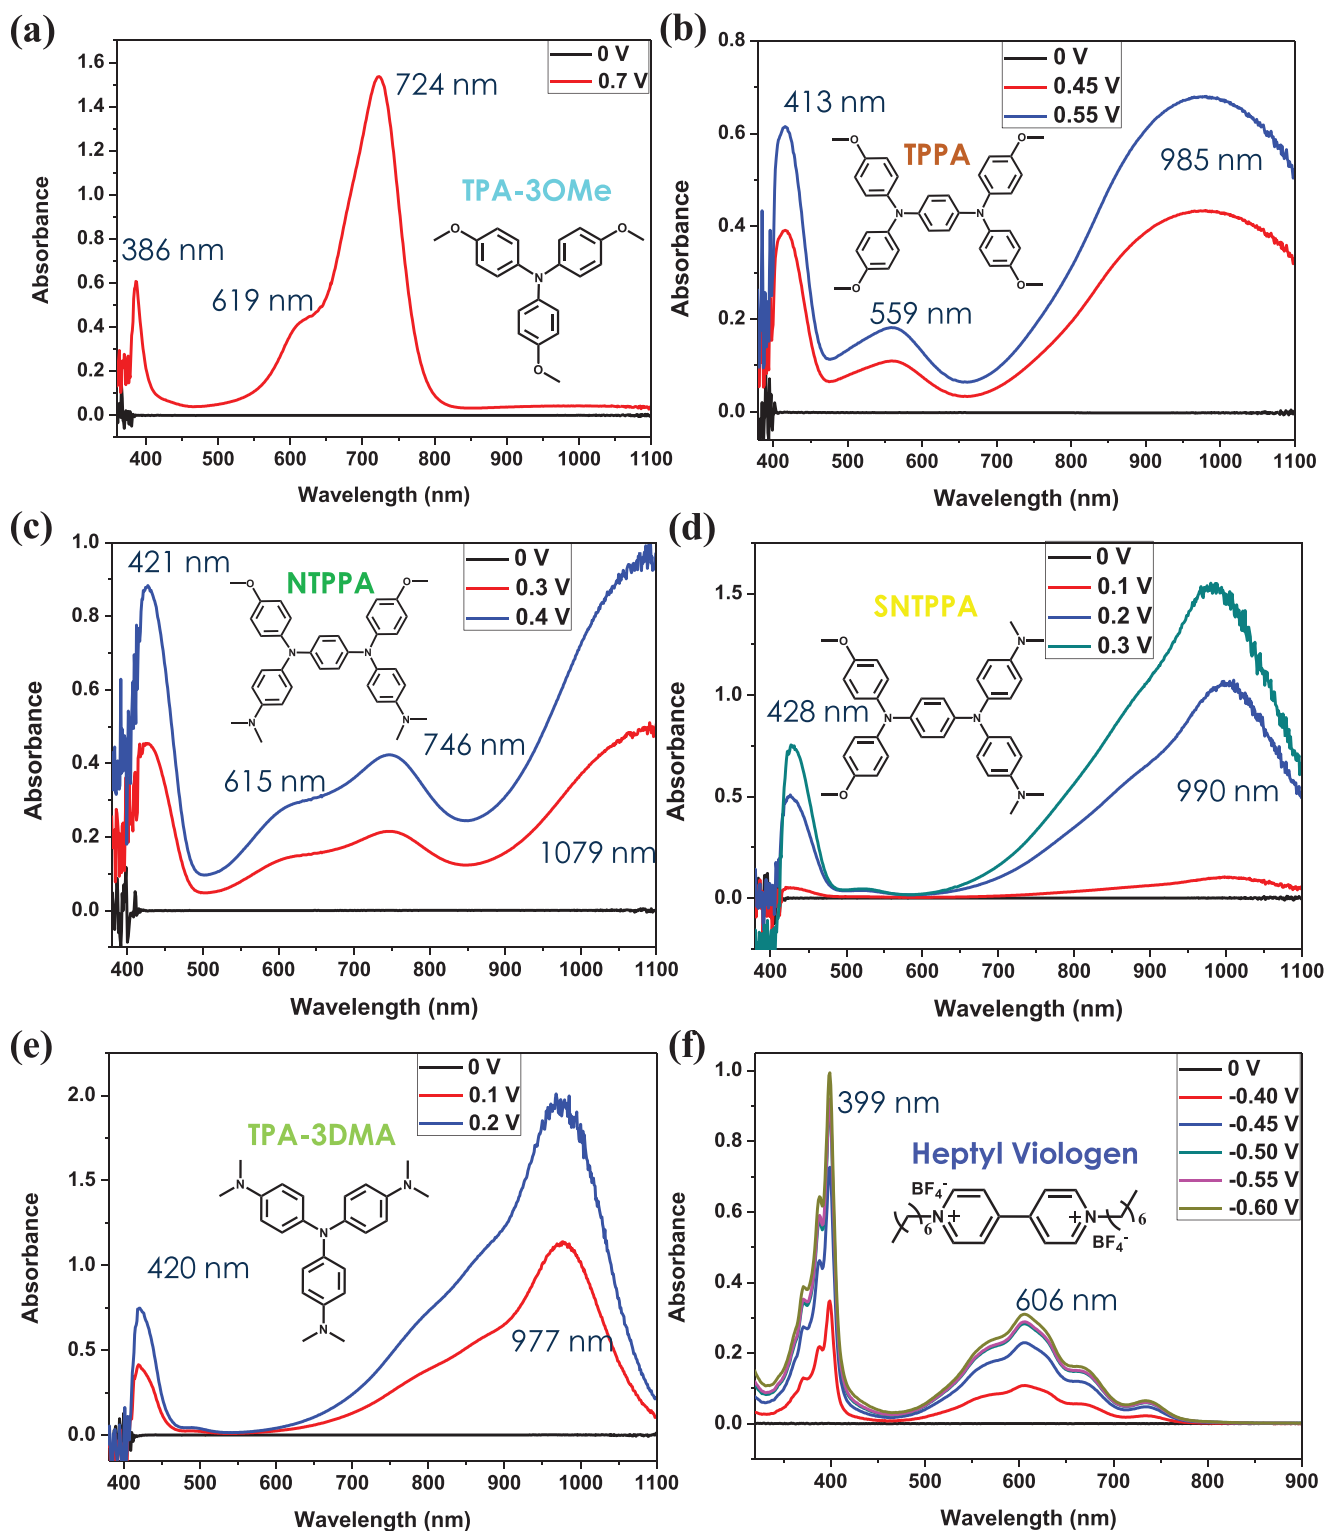 (a)
0 V
0.7 V
724 nm
386 nm
619 nm
TPA-3OMe
O
O
N
O
1.6
1.4
1.2
1.0
0.8
0.6
0.4
0.2
0.0
Absorbance
400 500 600 700 800 900 1000 1100
Wavelength (nm)
(b)
0 V
0.45 V
0.55 V
413 nm
TPPA
985 nm
559 nm
O
O
N
N
O
O
0.8
0.6
0.4
0.2
0.0
Absorbance
400 500 600 700 800 900 1000 1100
Wavelength (nm)
(c)
0 V
0.3 V
0.4 V
421 nm
NTPPA
746 nm
615 nm
1079 nm
O
O
N
N
N
N
1.0
0.8
0.6
0.4
0.2
0.0
Absorbance
400 500 600 700 800 900 1000 1100
Wavelength (nm)
(d)
0 V
0.1 V
0.2 V
0.3 V
SNTPPA
428 nm
990 nm
N
O
N
N
O
N
1.5
1.0
0.5
0.0
Absorbance
400 500 600 700 800 900 1000 1100
Wavelength (nm)
(e)
0 V
0.1 V
0.2 V
TPA-3DMA
420 nm
977 nm
N
N
N
N
2.0
1.5
1.0
0.5
0.0
Absorbance
400 500 600 700 800 900 1000 1100
Wavelength (nm)
(f)
0 V
-0.40 V
-0.45 V
-0.50 V
-0.55 V
-0.60 V
399 nm
Heptyl Viologen
BF4-
6 N+
N+ 6
BF4-
606 nm
1.0
0.8
0.6
0.4
0.2
0.0
Absorbance
400 500 600 700 800 900
Wavelength (nm)